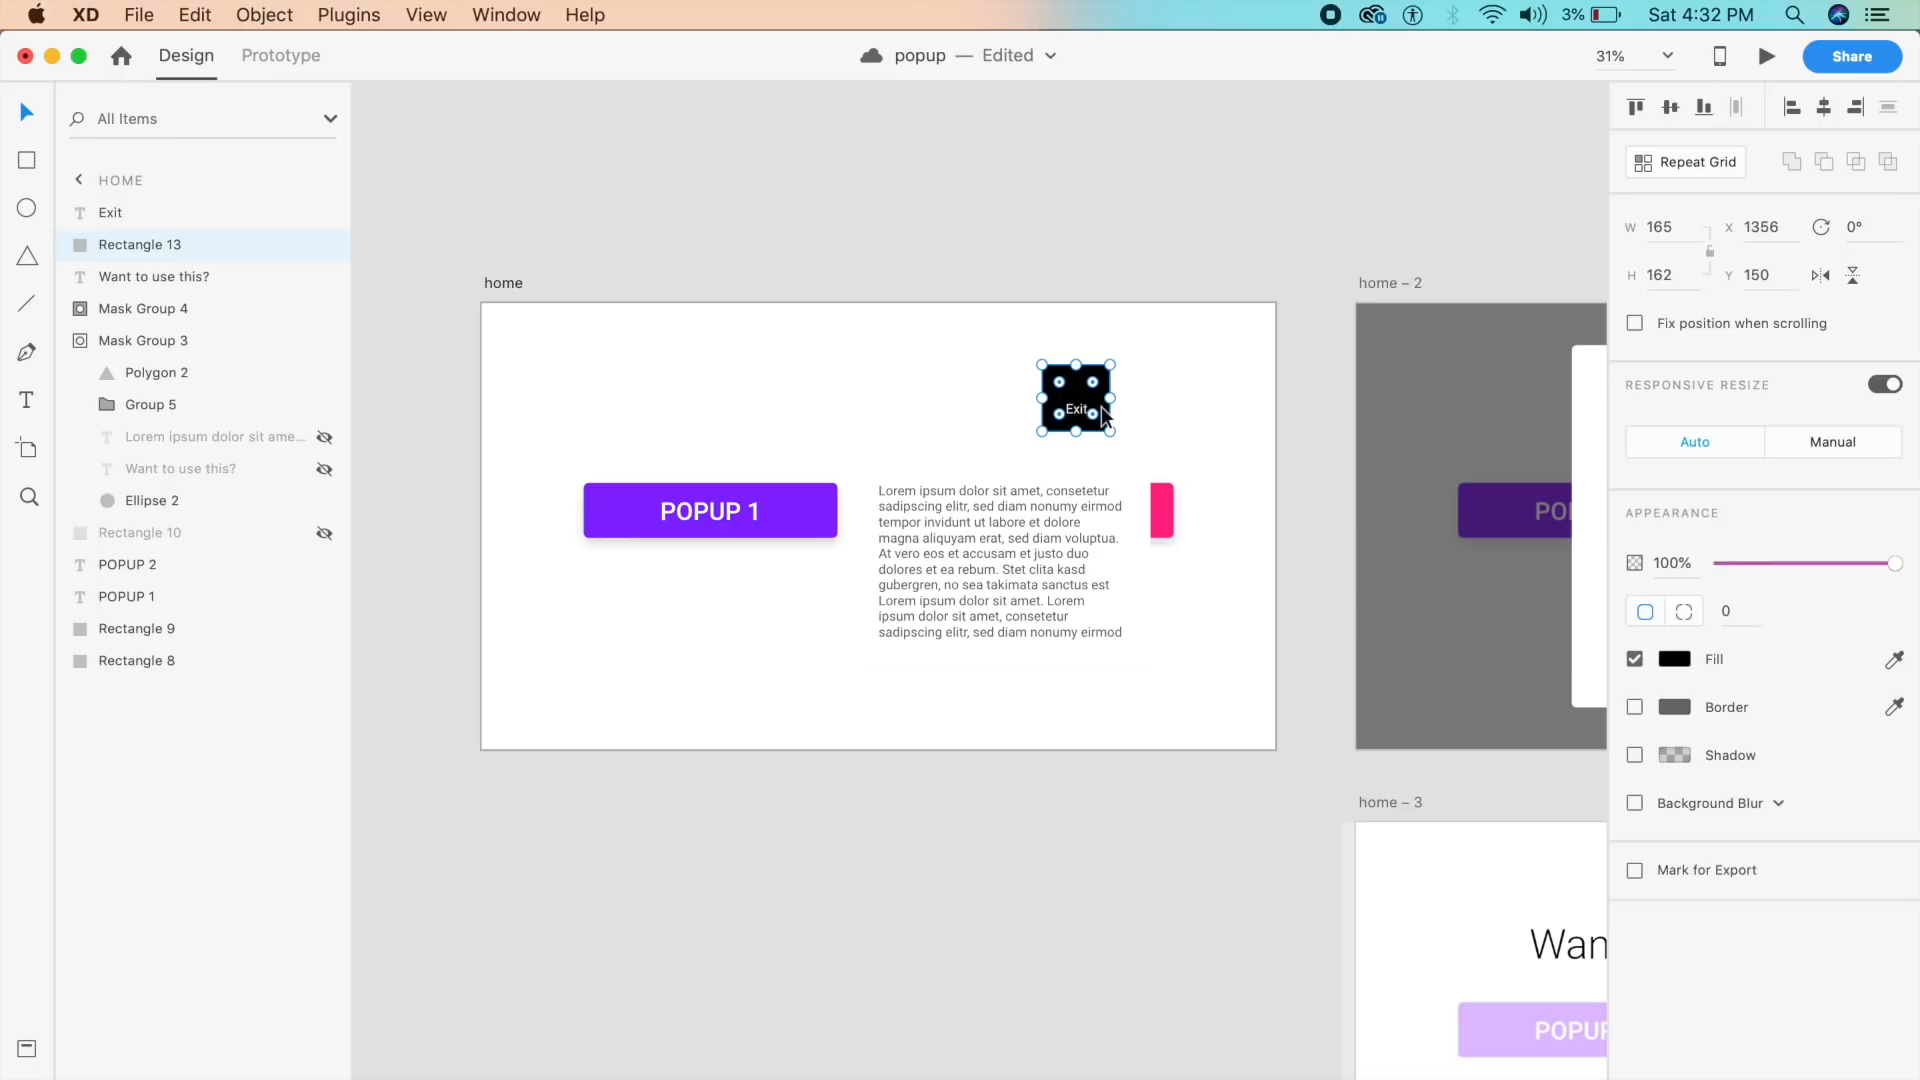 XD File Edit Object Plugins View Window Help 3% Sat 4:32 PM
Design Prototype popup — Edited 31% Share
All Items
HOME
Exit
Rectangle 13
Want to use this?
Mask Group 4
Mask Group 3
Polygon 2
Group 5
Lorem ipsum dolor sit ame...
Want to use this?
Ellipse 2
Rectangle 10
POPUP 2
POPUP 1
Rectangle 9
Rectangle 8
home
Exit
POPUP 1
Lorem ipsum dolor sit amet, consetetur
sadipscing elitr, sed diam nonumy eirmod
tempor invidunt ut labore et dolore
magna aliquyam erat, sed diam voluptua.
At vero eos et accusam et justo duo
dolores et ea rebum. Stet clita kasd
gubergren, no sea takimata sanctus est
Lorem ipsum dolor sit amet. Lorem
ipsum dolor sit amet, consetetur
sadipscing elitr, sed diam nonumy eirmod
home – 2
PO
home – 3
Wan
POPUP
Repeat Grid
W 165 X 1356 0°
H 162 Y 150
Fix position when scrolling
RESPONSIVE RESIZE
Auto Manual
APPEARANCE
100%
0
Fill
Border
Shadow
Background Blur
Mark for Export